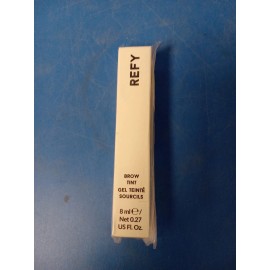 REFY
BROW
TINT
GEL TEINTÉ
SOURCILS
8 ml ℮/
Net 0.27
US Fl. Oz.